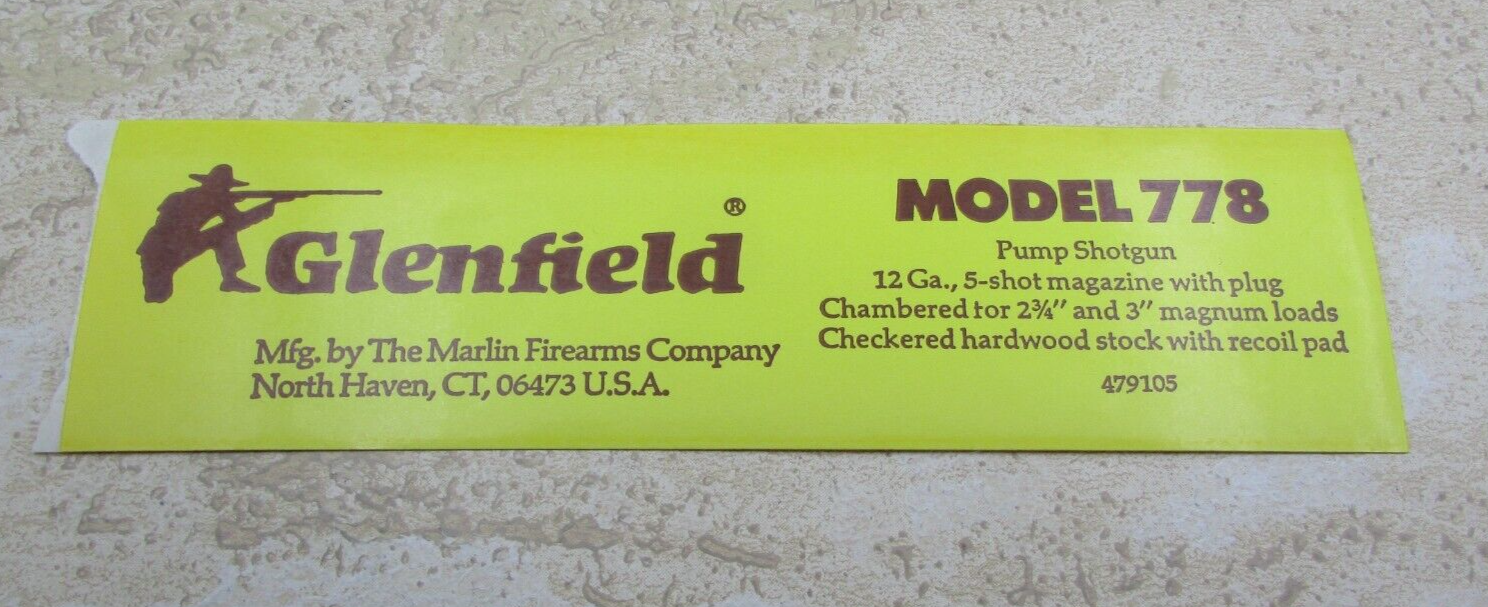 Glenfield®
Mfg. by The Marlin Firearms Company
North Haven, CT, 06473 U.S.A.
MODEL 778
Pump Shotgun
12 Ga., 5-shot magazine with plug
Chambered for 2¾″ and 3″ magnum loads
Checkered hardwood stock with recoil pad
479105